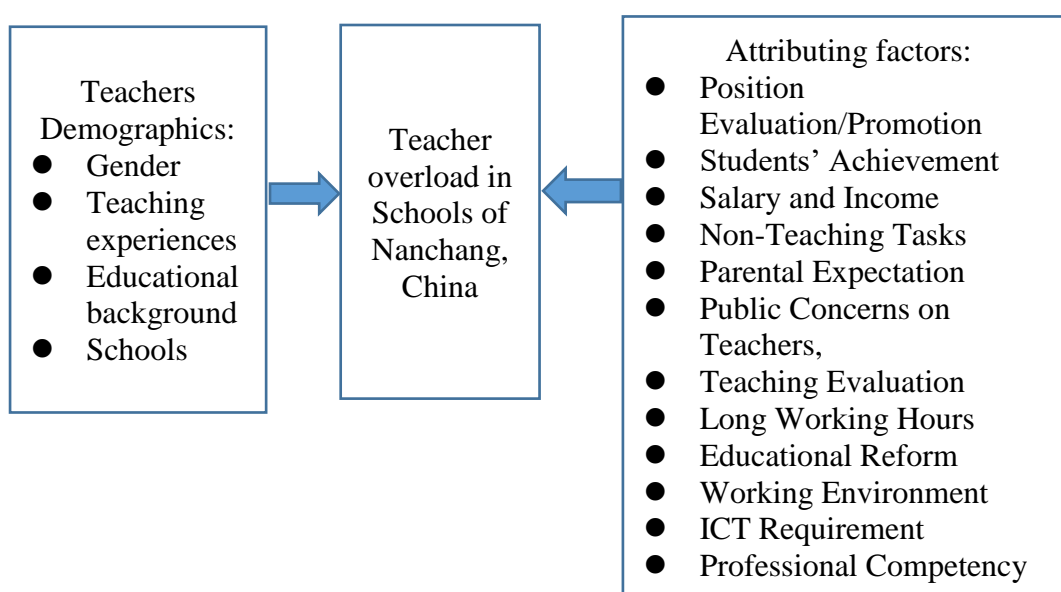 Teachers
Demographics:
● Gender
● Teaching
experiences
● Educational
background
● Schools
Teacher
overload in
Schools of
Nanchang,
China
Attributing factors:
● Position
Evaluation/Promotion
● Students’ Achievement
● Salary and Income
● Non-Teaching Tasks
● Parental Expectation
● Public Concerns on
Teachers,
● Teaching Evaluation
● Long Working Hours
● Educational Reform
● Working Environment
● ICT Requirement
● Professional Competency